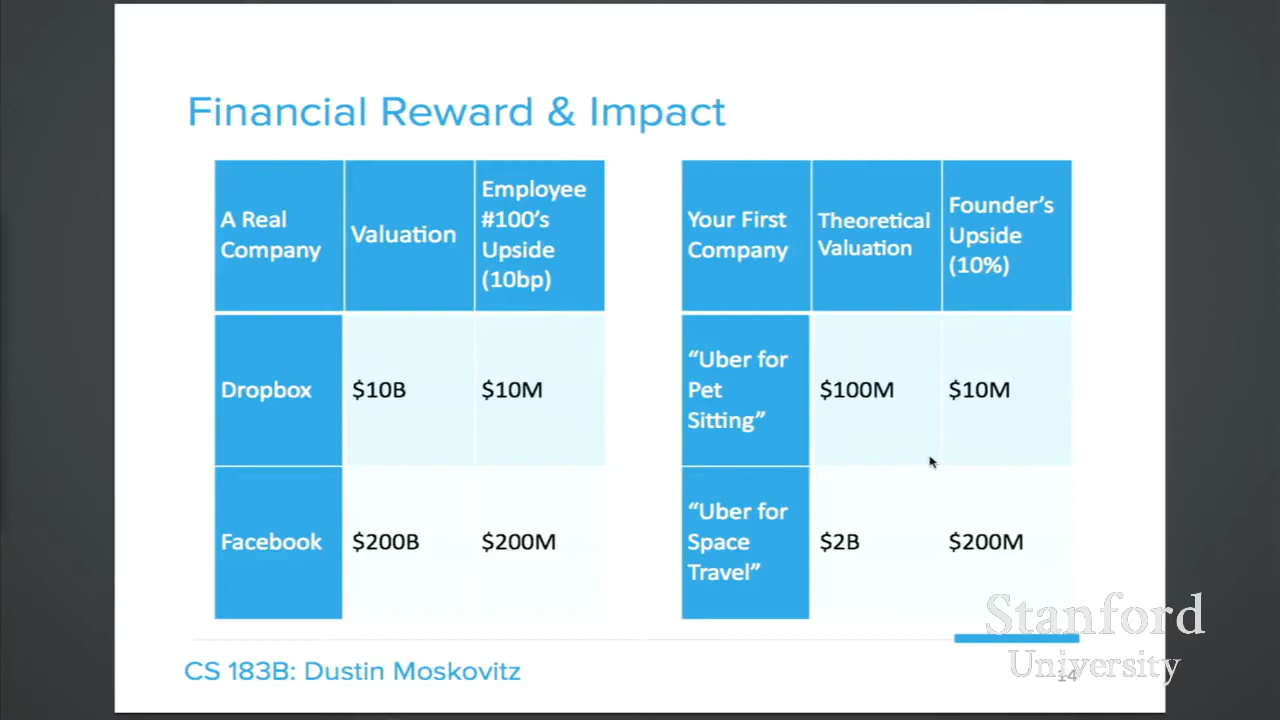 Financial Reward & Impact
A Real
Company
Valuation
Employee
#100's
Upside
(10bp)
Dropbox
$10B
$10M
Facebook
$200B
$200M
Your First
Company
Theoretical
Valuation
Founder's
Upside
(10%)
“Uber for
Pet
Sitting”
$100M
$10M
“Uber for
Space
Travel”
$2B
$200M
CS 183B: Dustin Moskovitz
14
Stanford
University